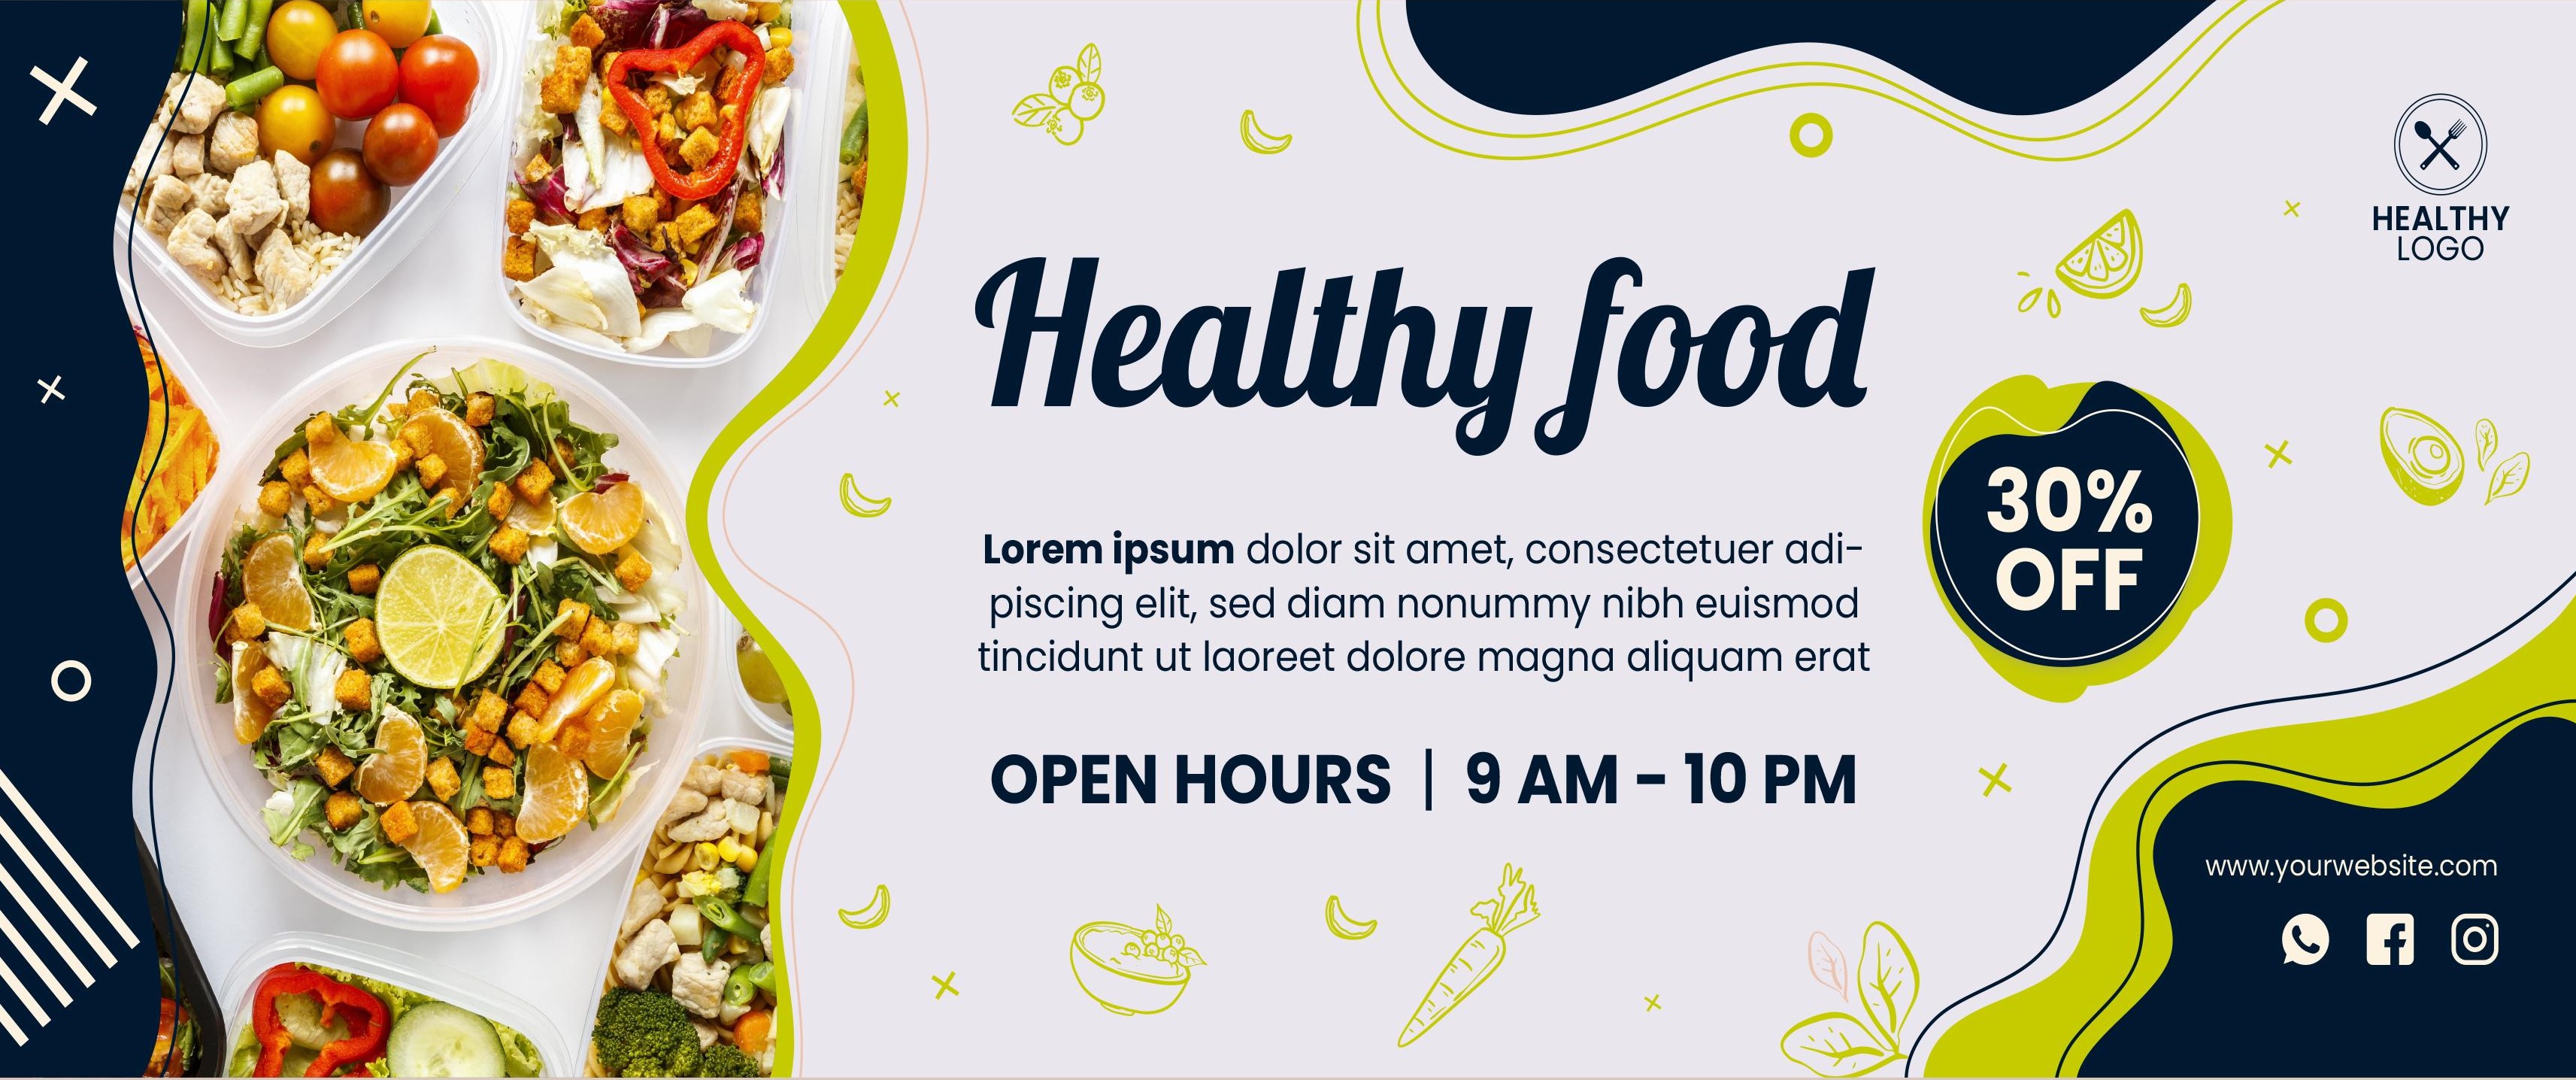 HEALTHY
LOGO
Healthy food
30%
OFF
Lorem ipsum dolor sit amet, consectetuer adi-
piscing elit, sed diam nonummy nibh euismod
tincidunt ut laoreet dolore magna aliquam erat
OPEN HOURS | 9 AM - 10 PM
www.yourwebsite.com